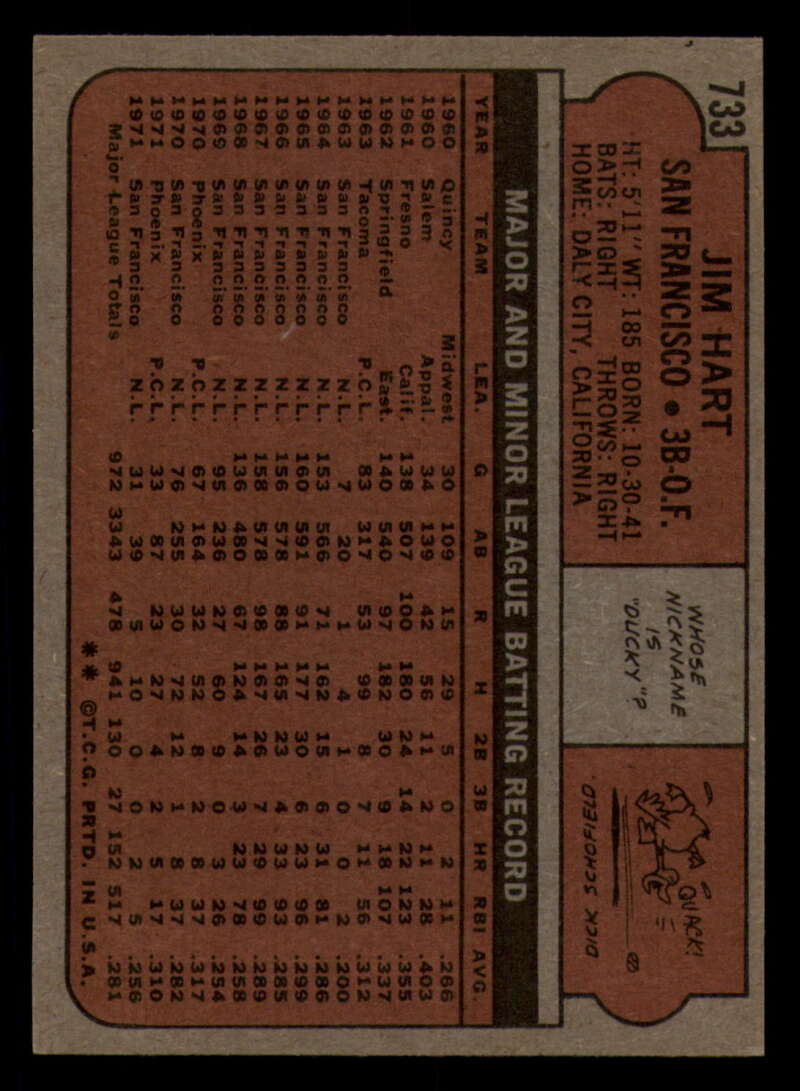 733
JIM HART
SAN FRANCISCO • 3B-O.F.
HT: 5'11" WT: 185 BORN: 10-30-41
BATS: RIGHT THROWS: RIGHT
HOME: DALY CITY, CALIFORNIA
WHOSE
NICKNAME
IS
"DUCKY"?
QUACK!
DICK SCHOFIELD
MAJOR AND MINOR LEAGUE BATTING RECORD
YEAR TEAM LEA. G AB R H 2B 3B HR RBI AVG.
1960 Quincy Midwest 30 109 15 29 5 0 2 11 .266
1960 Salem Appal. 34 139 42 56 11 2 11 28 .403
1961 Fresno Calif. 138 507 100 180 24 14 22 123 .355
1962 Springfield East. 140 540 97 182 30 9 18 107 .337
1963 Tacoma P.C.L. 83 317 53 99 8 7 11 56 .312
1963 San Francisco N.L. 7 20 1 4 1 0 0 2 .200
1964 San Francisco N.L. 153 566 71 162 15 6 31 81 .286
1965 San Francisco N.L. 160 591 91 177 30 6 23 96 .299
1966 San Francisco N.L. 156 578 88 165 23 4 33 93 .285
1967 San Francisco N.L. 158 578 98 167 26 7 29 99 .289
1968 San Francisco N.L. 136 480 67 124 14 3 23 78 .258
1969 San Francisco N.L. 95 236 27 60 9 0 3 26 .254
1970 Phoenix P.C.L. 67 164 32 52 8 2 8 37 .317
1970 San Francisco N.L. 76 255 30 72 12 1 8 37 .282
1971 Phoenix P.C.L. 33 87 23 27 4 2 5 17 .310
1971 San Francisco N.L. 31 39 5 10 0 0 2 5 .256
Major League Totals 972 3343 478 941 130 27 152 517 .281
** ©T.C.G. PRTD. IN U.S.A.